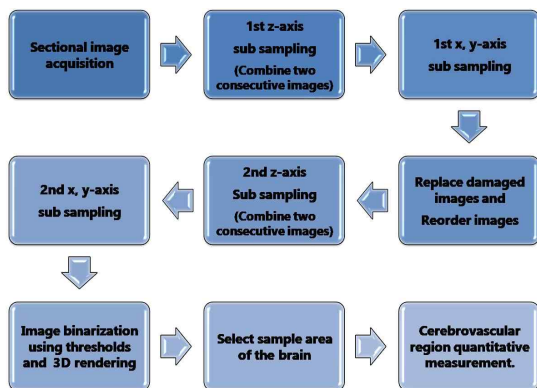 Sectional image
acquisition
1st z-axis
sub sampling
(Combine two
consecutive images)
1st x, y-axis
sub sampling
Replace damaged
images and
Reorder images
2nd z-axis
Sub sampling
(Combine two
consecutive images)
2nd x, y-axis
sub sampling
Image binarization
using thresholds
and 3D rendering
Select sample area
of the brain
Cerebrovascular
region quantitative
measurement.